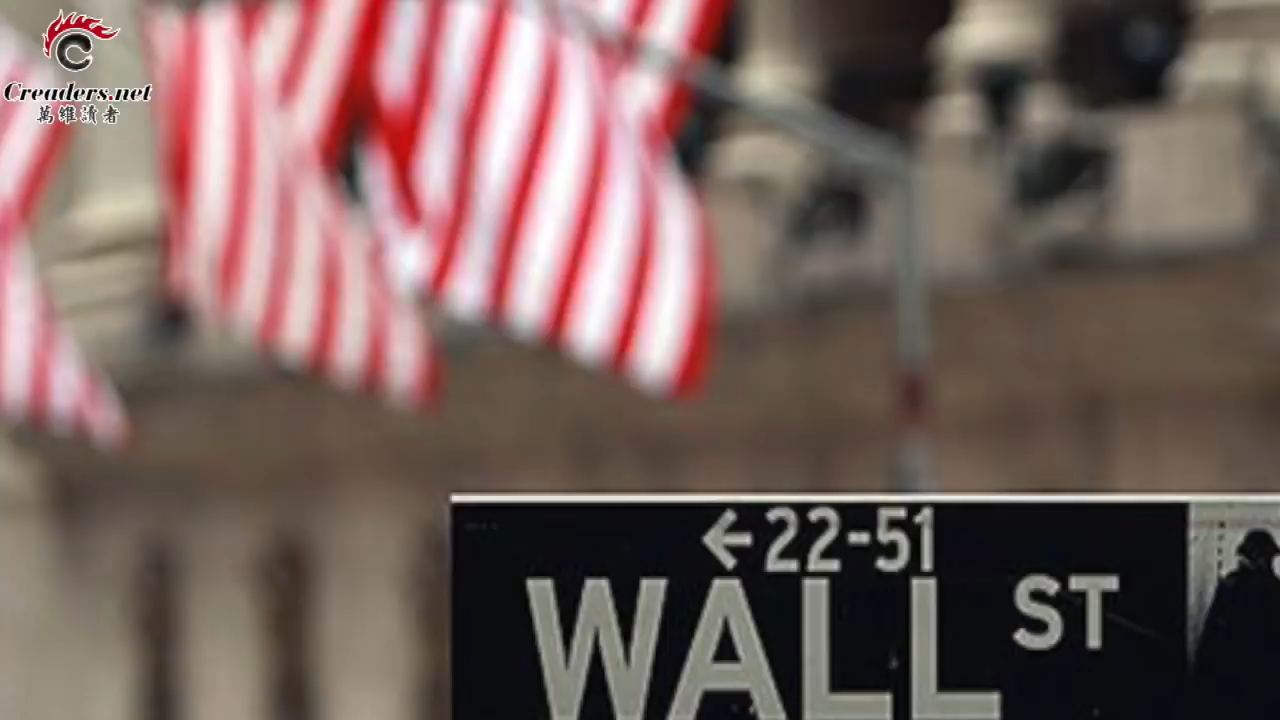 Creaders.net
萬維讀者
←22-51
WALL ST